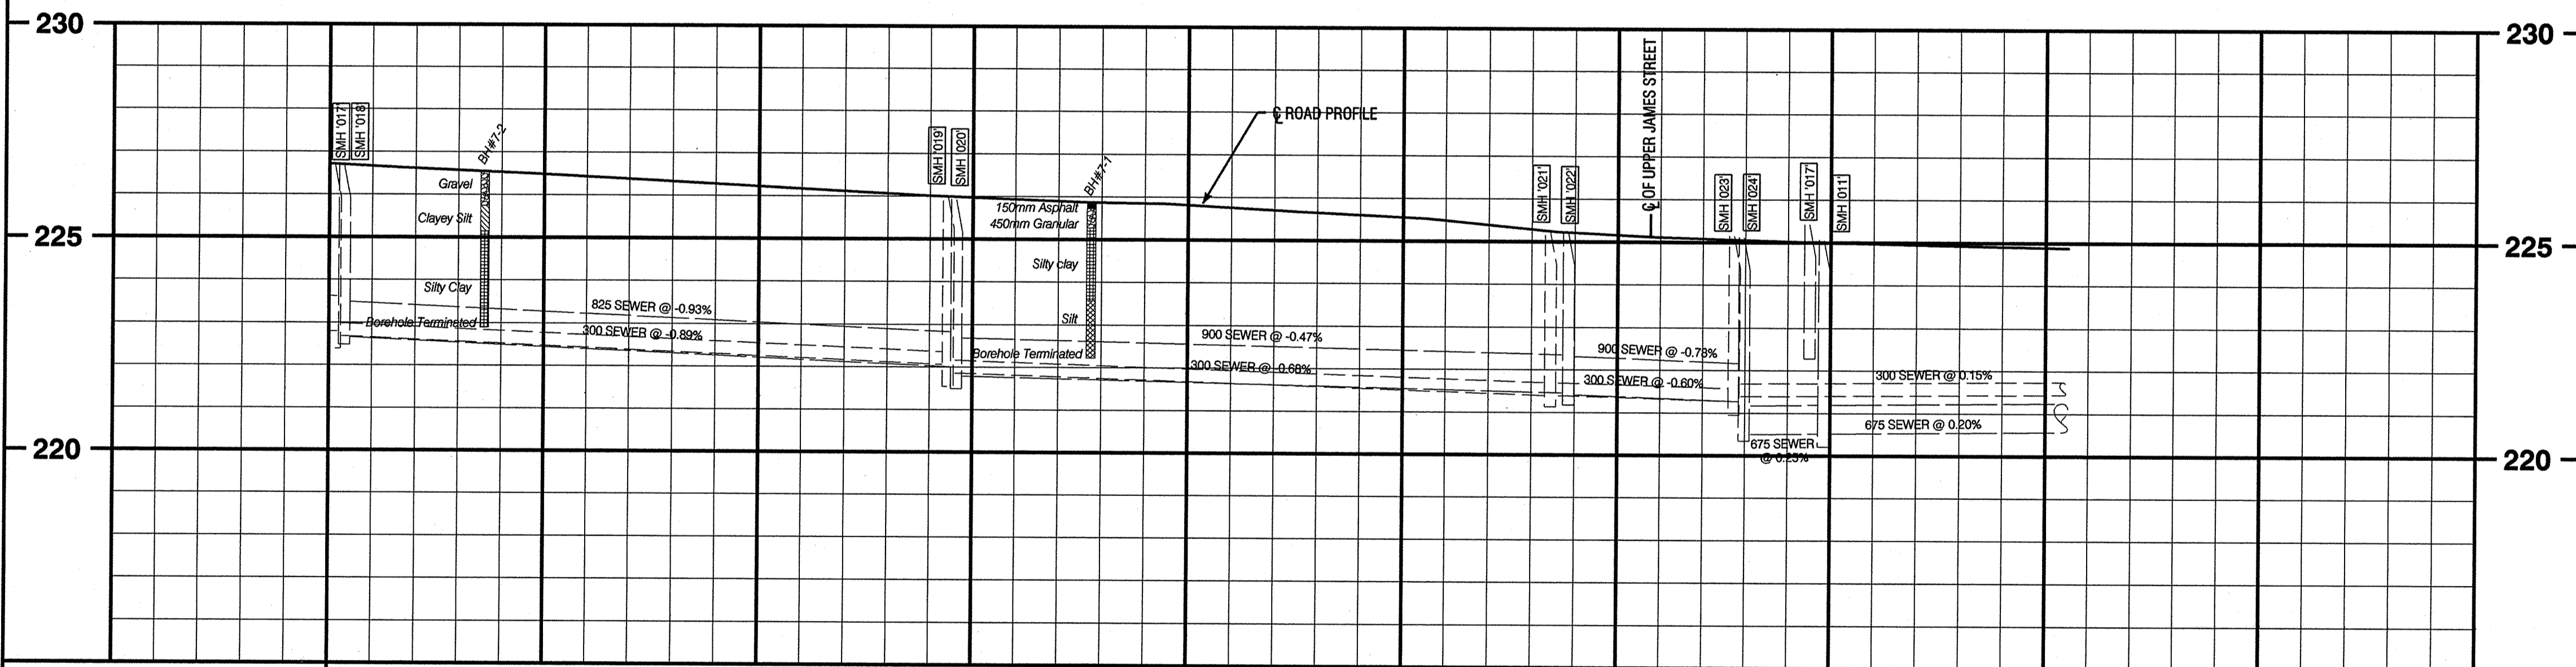 230
230
℄ OF UPPER JAMES STREET
SMH '017'
SMH '018'
BH#7-2
SMH '019'
SMH '020'
BH#7-1
℄ ROAD PROFILE
SMH '021'
SMH '022'
SMH '023'
SMH '024'
SMH '017'
SMH '011'
Gravel
Clayey Silt
150mm Asphalt
450mm Granular
225
225
Silty clay
Silty Clay
825 SEWER @ -0.93%
Borehole Terminated
300 SEWER @ -0.89%
Silt
900 SEWER @ -0.47%
Borehole Terminated
900 SEWER @ -0.78%
300 SEWER @ -0.68%
300 SEWER @ -0.60%
300 SEWER @ 0.15%
675 SEWER @ 0.20%
220
675 SEWER
@ 0.25%
220